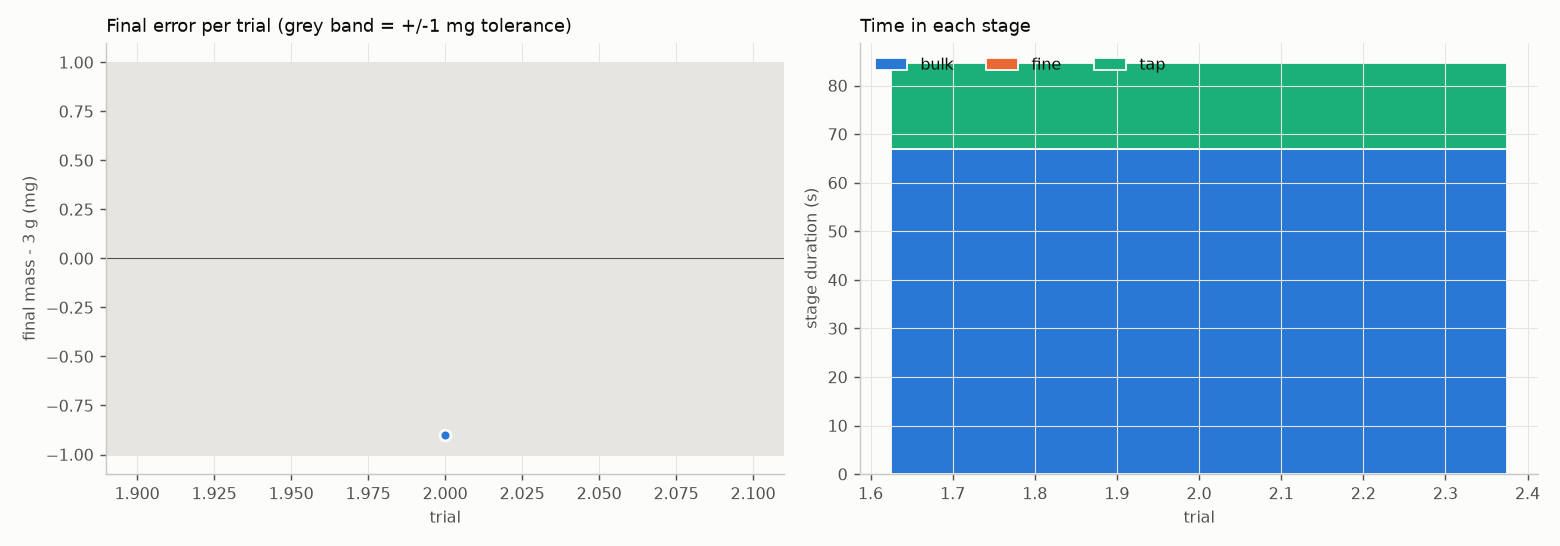 Final error per trial (grey band = +/-1 mg tolerance)
final mass - 3 g (mg)
1.00
0.75
0.50
0.25
0.00
−0.25
−0.50
−0.75
−1.00
1.900 1.925 1.950 1.975 2.000 2.025 2.050 2.075 2.100
trial
Time in each stage
bulk fine tap
stage duration (s)
80
70
60
50
40
30
20
10
0
1.6 1.7 1.8 1.9 2.0 2.1 2.2 2.3 2.4
trial